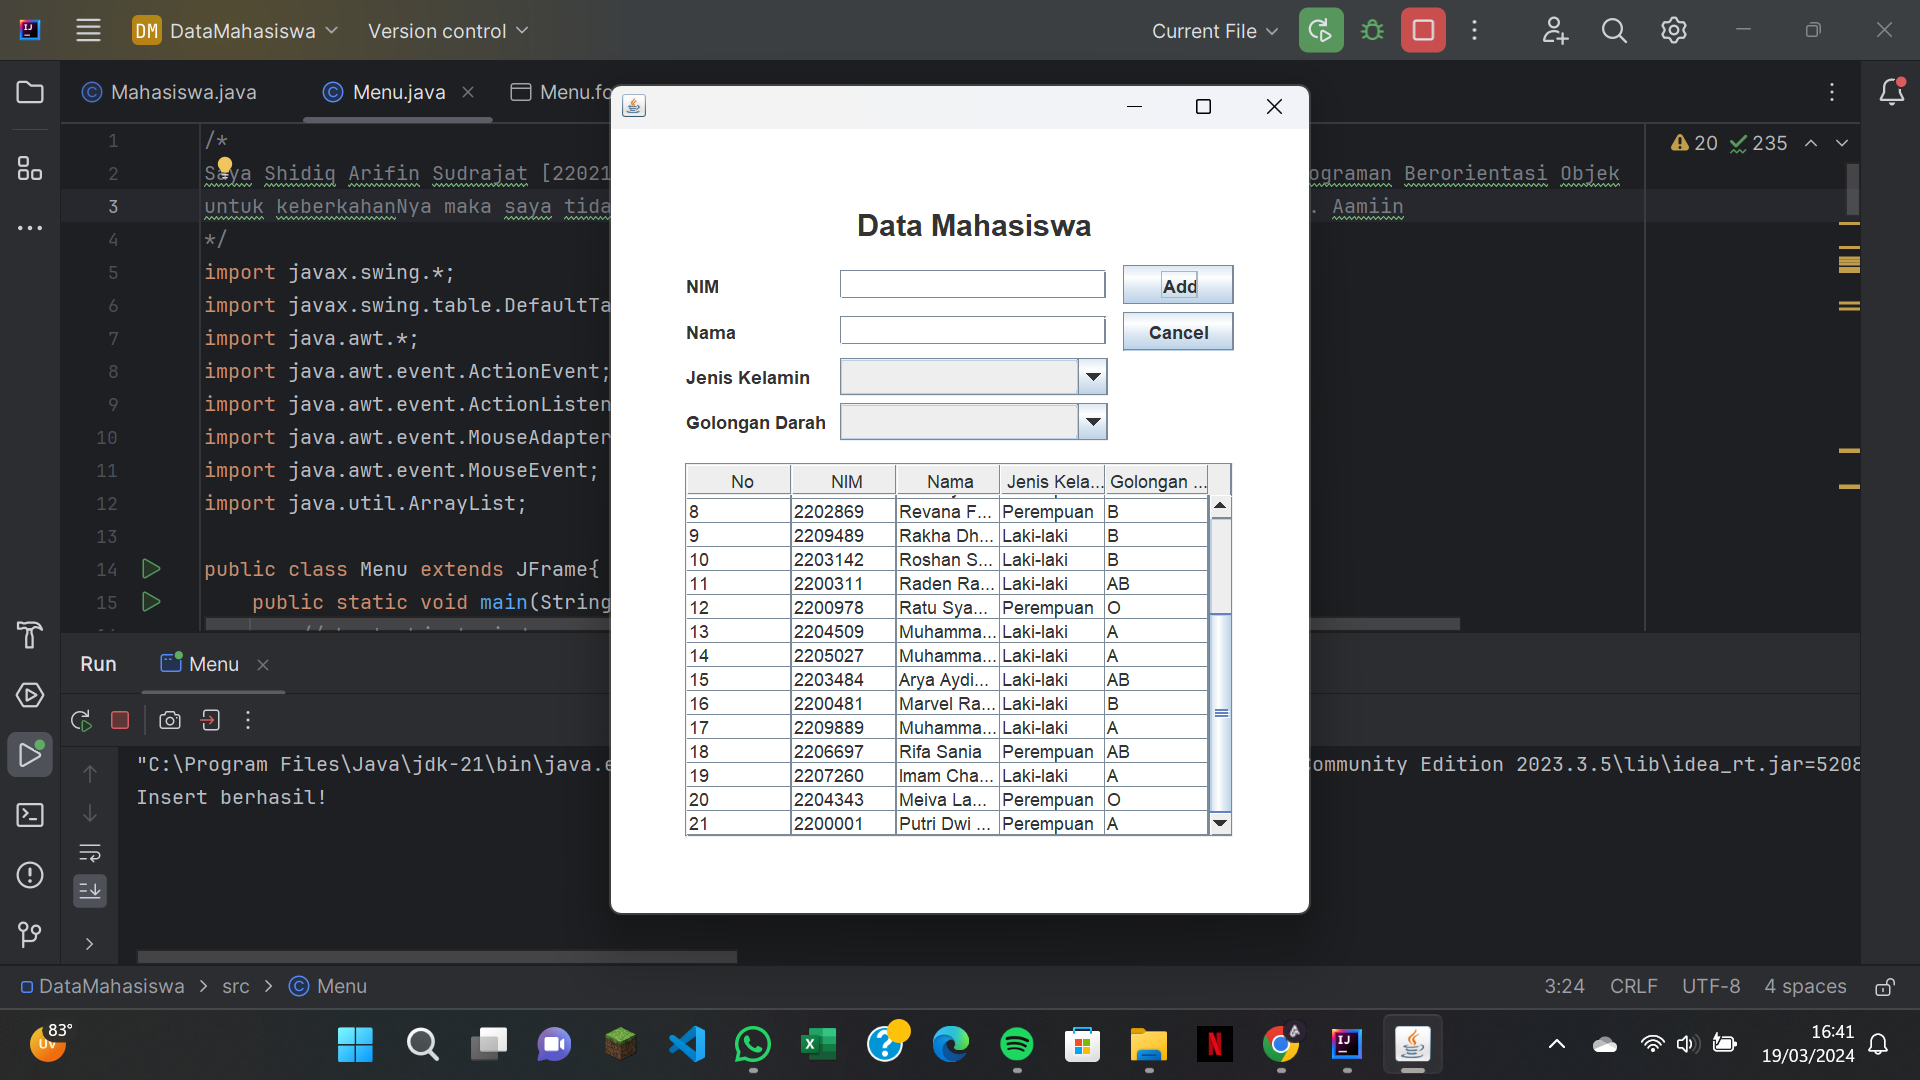 DM DataMahasiswa Version control Current File
Mahasiswa.java Menu.java Menu.fo
20 235
1 /*
2 Saya Shidiq Arifin Sudrajat [22021 ograman Berorientasi Objek
3 untuk keberkahanNya maka saya tida . Aamiin
4 */
5 import javax.swing.*;
6 import javax.swing.table.DefaultTa
7 import java.awt.*;
8 import java.awt.event.ActionEvent;
9 import java.awt.event.ActionListen
10 import java.awt.event.MouseAdapter
11 import java.awt.event.MouseEvent;
12 import java.util.ArrayList;
13
14 public class Menu extends JFrame{
15 public static void main(String
Data Mahasiswa
NIM Add
Nama Cancel
Jenis Kelamin
Golongan Darah
No NIM Nama Jenis Kela... Golongan ...
8 2202869 Revana F... Perempuan B
9 2209489 Rakha Dh... Laki-laki B
10 2203142 Roshan S... Laki-laki B
11 2200311 Raden Ra... Laki-laki AB
12 2200978 Ratu Sya... Perempuan O
13 2204509 Muhamma... Laki-laki A
14 2205027 Muhamma... Laki-laki A
15 2203484 Arya Aydi... Laki-laki AB
16 2200481 Marvel Ra... Laki-laki B
17 2209889 Muhamma... Laki-laki A
18 2206697 Rifa Sania Perempuan AB
19 2207260 Imam Cha... Laki-laki A
20 2204343 Meiva La... Perempuan O
21 2200001 Putri Dwi ... Perempuan A
Run Menu
"C:\Program Files\Java\jdk-21\bin\java.e ommunity Edition 2023.3.5\lib\idea_rt.jar=5208
Insert berhasil!
DataMahasiswa > src > Menu 3:24 CRLF UTF-8 4 spaces
83°
UV
16:41
19/03/2024